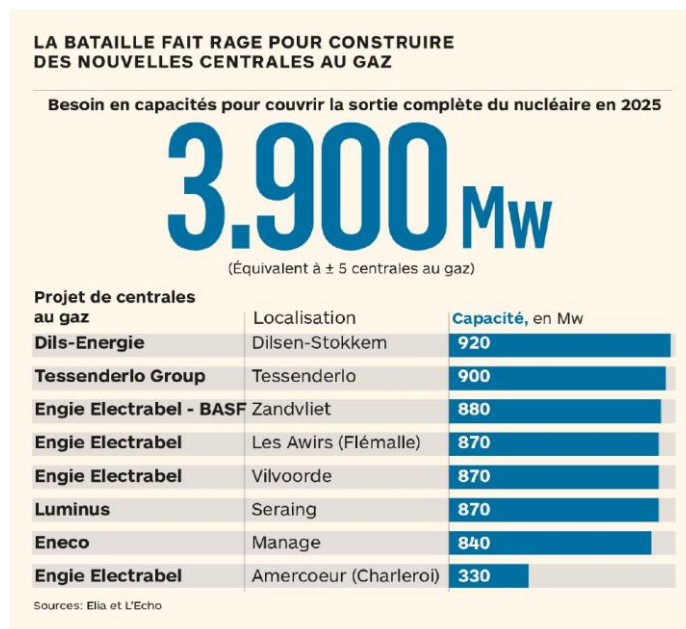 LA BATAILLE FAIT RAGE POUR CONSTRUIRE
DES NOUVELLES CENTRALES AU GAZ
Besoin en capacités pour couvrir la sortie complète du nucléaire en 2025
3.900 Mw
(Équivalent à ± 5 centrales au gaz)
Projet de centrales
au gaz Localisation Capacité, en Mw
Dils-Energie Dilsen-Stokkem 920
Tessenderlo Group Tessenderlo 900
Engie Electrabel - BASF Zandvliet 880
Engie Electrabel Les Awirs (Flémalle) 870
Engie Electrabel Vilvoorde 870
Luminus Seraing 870
Eneco Manage 840
Engie Electrabel Amercoeur (Charleroi) 330
Sources: Elia et L'Echo